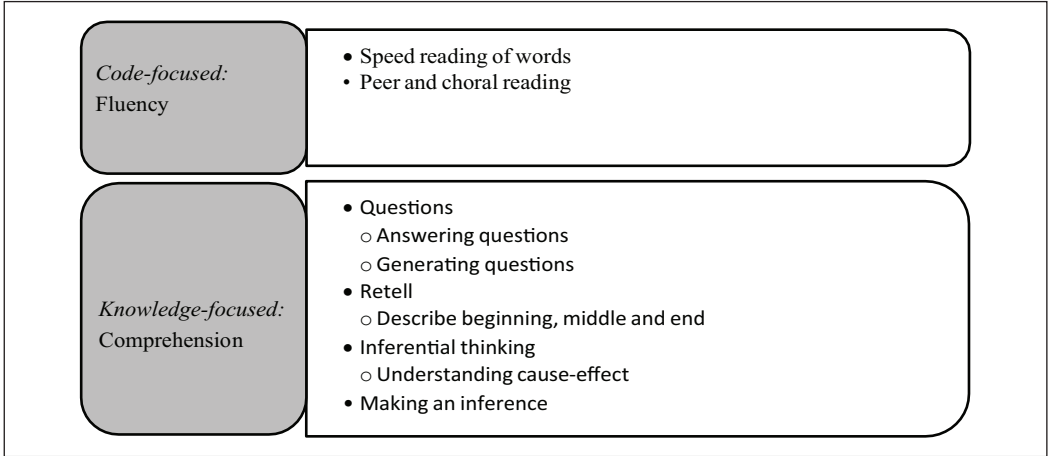 Code-focused:
Fluency
• Speed reading of words
• Peer and choral reading
Knowledge-focused:
Comprehension
• Questions
o Answering questions
o Generating questions
• Retell
o Describe beginning, middle and end
• Inferential thinking
o Understanding cause-effect
• Making an inference